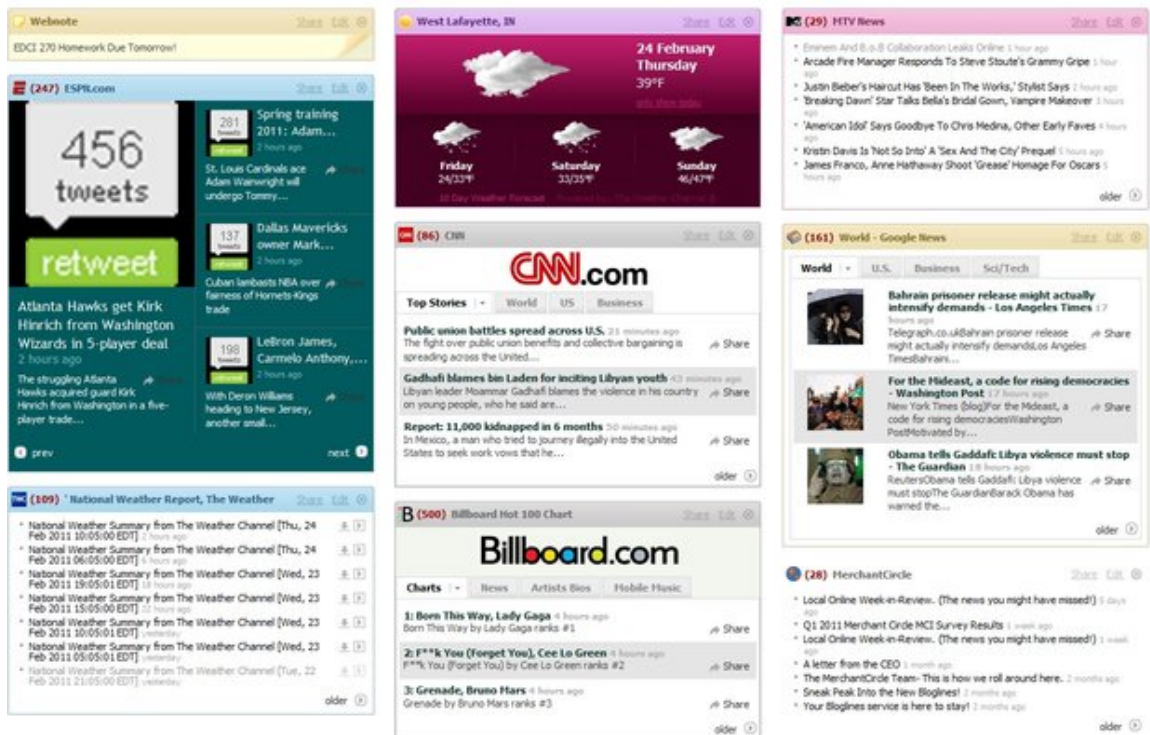 Webnote
Share Edit
EDCI 270 Homework Due Tomorrow!
(247) ESPN.com
Share Edit
456
tweets
retweet
Atlanta Hawks get Kirk
Hinrich from Washington
Wizards in 5-player deal
2 hours ago
The struggling Atlanta
Hawks acquired guard Kirk
Hinrich from Washington in a five-
player trade...
281
tweets
retweet
Spring training
2011: Adam...
2 hours ago
St. Louis Cardinals ace
Adam Wainwright will
undergo Tommy...
137
tweets
retweet
Dallas Mavericks
owner Mark...
2 hours ago
Cuban lambasts NBA over
fairness of Hornets-Kings
trade
198
tweets
retweet
LeBron James,
Carmelo Anthony,...
2 hours ago
With Deron Williams
heading to New Jersey,
another small...
prev
next
(109) ' National Weather Report, The Weather
Share Edit
National Weather Summary from The Weather Channel [Thu, 24
Feb 2011 10:05:00 EDT] 2 hours ago
National Weather Summary from The Weather Channel [Thu, 24
Feb 2011 06:05:00 EDT] 6 hours ago
National Weather Summary from The Weather Channel [Wed, 23
Feb 2011 19:05:01 EDT] 18 hours ago
National Weather Summary from The Weather Channel [Wed, 23
Feb 2011 15:05:00 EDT] 22 hours ago
National Weather Summary from The Weather Channel [Wed, 23
Feb 2011 10:05:01 EDT] yesterday
National Weather Summary from The Weather Channel [Wed, 23
Feb 2011 05:05:01 EDT] yesterday
National Weather Summary from The Weather Channel [Tue, 22
Feb 2011 21:05:00 EDT] yesterday
older
West Lafayette, IN
Share Edit
24 February
Thursday
39°F
Friday
24/33°F
Saturday
33/35°F
Sunday
46/47°F
10 Day Weather Forecast
CNN (86) CNN
Share Edit
CNN.com
Top Stories
World
US
Business
Public union battles spread across U.S. 21 minutes ago
The fight over public union benefits and collective bargaining is
spreading across the United...
Share
Gadhafi blames bin Laden for inciting Libyan youth 43 minutes ago
Libyan leader Moammar Gadhafi blames the violence in his country
on young people, who he said are...
Share
Report: 11,000 kidnapped in 6 months 50 minutes ago
In Mexico, a man who tried to journey illegally into the United
States to seek work vows that he...
Share
older
B (500) Billboard Hot 100 Chart
Share Edit
Billboard.com
Charts
News
Artists Bios
Mobile Music
1: Born This Way, Lady Gaga 4 hours ago
Born This Way by Lady Gaga ranks #1
Share
2: F**k You (Forget You), Cee Lo Green 4 hours ago
F**k You (Forget You) by Cee Lo Green ranks #2
Share
3: Grenade, Bruno Mars 4 hours ago
Grenade by Bruno Mars ranks #3
Share
older
(29) MTV News
Share Edit
Eminem And B.o.B Collaboration Leaks Online 1 hour ago
Arcade Fire Manager Responds To Steve Stoute's Grammy Gripe 1 hour
ago
Justin Bieber's Haircut Has 'Been In The Works,' Stylist Says 2 hours ago
'Breaking Dawn' Star Talks Bella's Bridal Gown, Vampire Makeover 3 hours
ago
'American Idol' Says Goodbye To Chris Medina, Other Early Faves 4 hours
ago
Kristin Davis Is 'Not So Into' A 'Sex And The City' Prequel 5 hours ago
James Franco, Anne Hathaway Shoot 'Grease' Homage For Oscars 5
hours ago
older
(161) World - Google News
Share Edit
World
U.S.
Business
Sci/Tech
Bahrain prisoner release might actually
intensify demands - Los Angeles Times 17
hours ago
Telegraph.co.ukBahrain prisoner release
might actually intensify demandsLos Angeles
TimesBahraini...
Share
For the Mideast, a code for rising democracies
- Washington Post 17 hours ago
New York Times (blog)For the Mideast, a
code for rising democraciesWashington
PostMotivated by...
Share
Obama tells Gaddafi: Libya violence must stop
- The Guardian 18 hours ago
ReutersObama tells Gaddafi: Libya violence
must stopThe GuardianBarack Obama has
warned the...
Share
older
(28) MerchantCircle
Share Edit
Local Online Week-in-Review. (The news you might have missed!) 5 days
ago
Q1 2011 Merchant Circle MCI Survey Results 1 week ago
Local Online Week-in-Review. (The news you might have missed!) 1 week
ago
A letter from the CEO 1 month ago
The MerchantCircle Team- This is how we roll around here. 2 months ago
Sneak Peak Into the New Bloglines! 2 months ago
Your Bloglines service is here to stay! 2 months ago
older